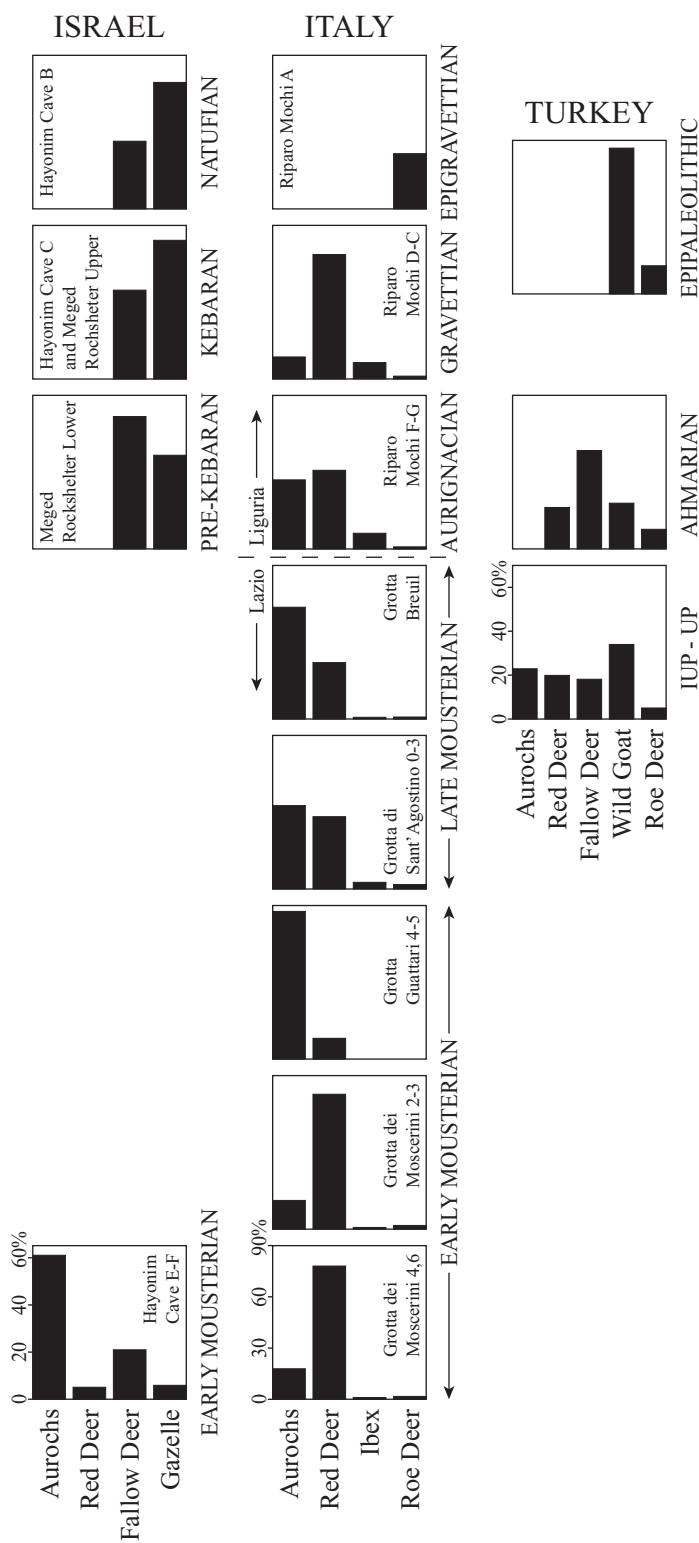 ISRAEL
0
20
40
60%
Aurochs
Red Deer
Fallow Deer
Gazelle
Hayonim
Cave E-F
EARLY MOUSTERIAN
Meged
Rockshelter Lower
PRE-KEBARAN
Hayonim Cave C
and Meged
Rochsheter Upper
KEBARAN
Hayonim Cave B
NATUFIAN
ITALY
0
30
60
90%
Aurochs
Red Deer
Ibex
Roe Deer
Grotta dei
Moscerini 4,6
Grotta dei
Moscerini 2-3
Grotta
Guattari 4-5
EARLY MOUSTERIAN
Grotta di
Sant' Agostino 0-3
Grotta
Breuil
LATE MOUSTERIAN
Lazio
Liguria
Riparo
Mochi F-G
AURIGNACIAN
Riparo
Mochi D-C
GRAVETTIAN
Riparo Mochi A
EPIGRAVETTIAN
TURKEY
0
20
40
60%
Aurochs
Red Deer
Fallow Deer
Wild Goat
Roe Deer
IUP - UP
AHMARIAN
EPIPALEOLITHIC